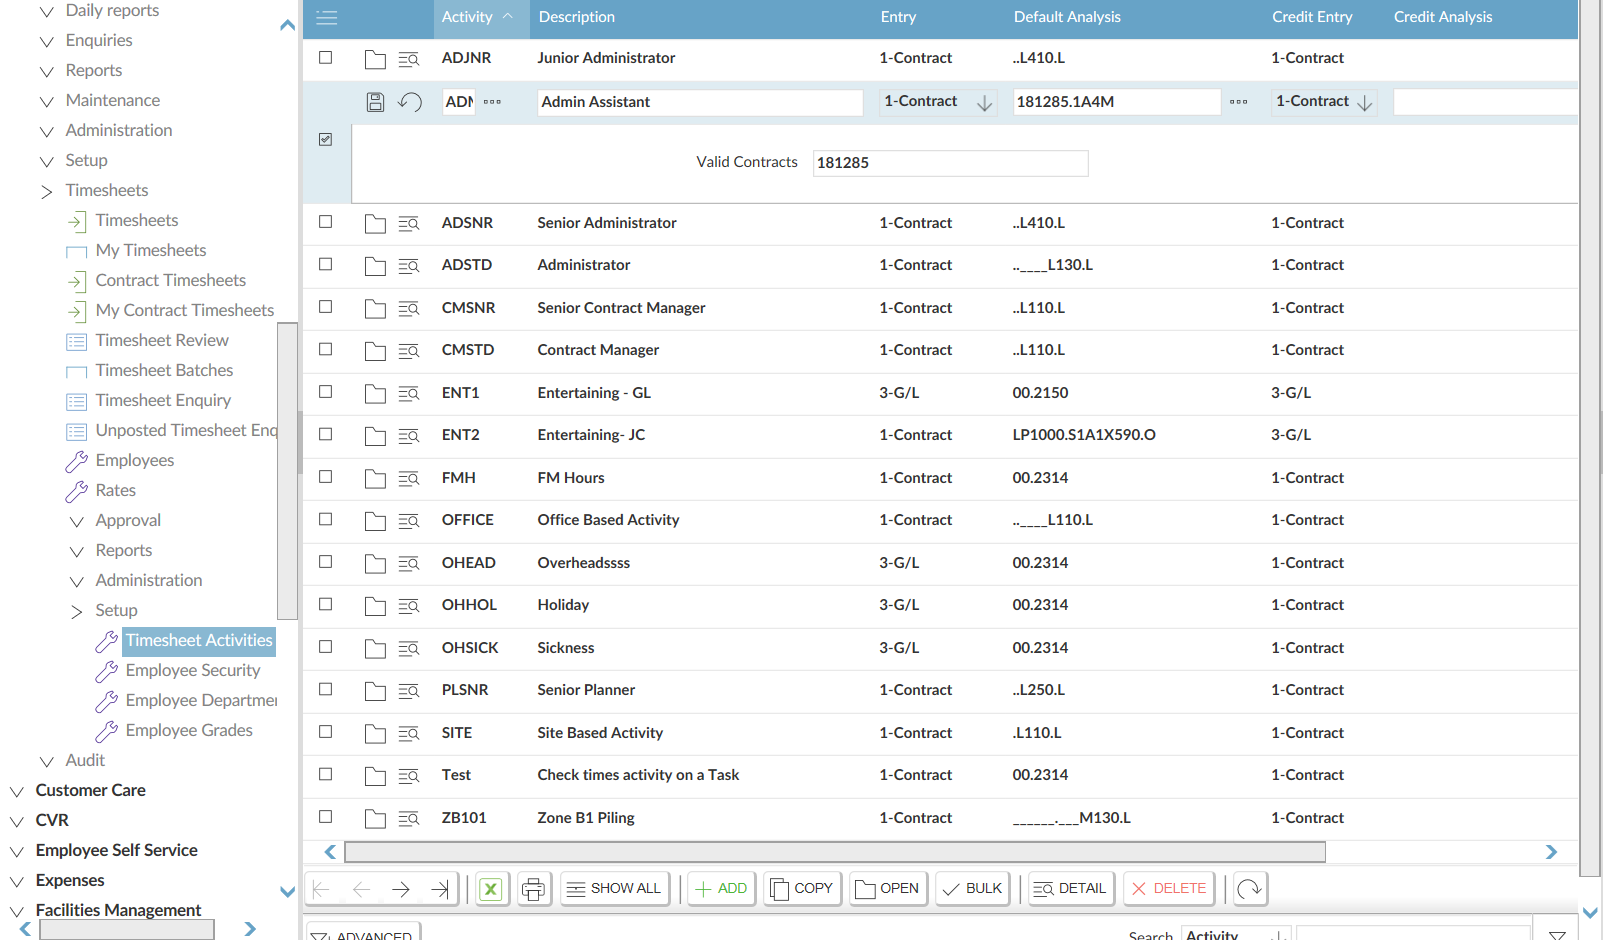 Daily reports
Enquiries
Reports
Maintenance
Administration
Setup
Timesheets
Timesheets
My Timesheets
Contract Timesheets
My Contract Timesheets
Timesheet Review
Timesheet Batches
Timesheet Enquiry
Unposted Timesheet Enq
Employees
Rates
Approval
Reports
Administration
Setup
Timesheet Activities
Employee Security
Employee Departmen
Employee Grades
Audit
Customer Care
CVR
Employee Self Service
Expenses
Facilities Management
Activity Description Entry Default Analysis Credit Entry Credit Analysis
ADJNR Junior Administrator 1-Contract ..L410.L 1-Contract
ADM Admin Assistant 1-Contract 181285.1A4M 1-Contract
Valid Contracts 181285
ADSNR Senior Administrator 1-Contract ..L410.L 1-Contract
ADSTD Administrator 1-Contract ..____L130.L 1-Contract
CMSNR Senior Contract Manager 1-Contract ..L110.L 1-Contract
CMSTD Contract Manager 1-Contract ..L110.L 1-Contract
ENT1 Entertaining - GL 3-G/L 00.2150 3-G/L
ENT2 Entertaining- JC 1-Contract LP1000.S1A1X590.O 3-G/L
FMH FM Hours 1-Contract 00.2314 1-Contract
OFFICE Office Based Activity 1-Contract ..____L110.L 1-Contract
OHEAD Overheadssss 3-G/L 00.2314 1-Contract
OHHOL Holiday 3-G/L 00.2314 1-Contract
OHSICK Sickness 3-G/L 00.2314 1-Contract
PLSNR Senior Planner 1-Contract ..L250.L 1-Contract
SITE Site Based Activity 1-Contract .L110.L 1-Contract
Test Check times activity on a Task 1-Contract 00.2314 1-Contract
ZB101 Zone B1 Piling 1-Contract ______.___M130.L 1-Contract
SHOW ALL ADD COPY OPEN BULK DETAIL DELETE
ADVANCED Search Activity